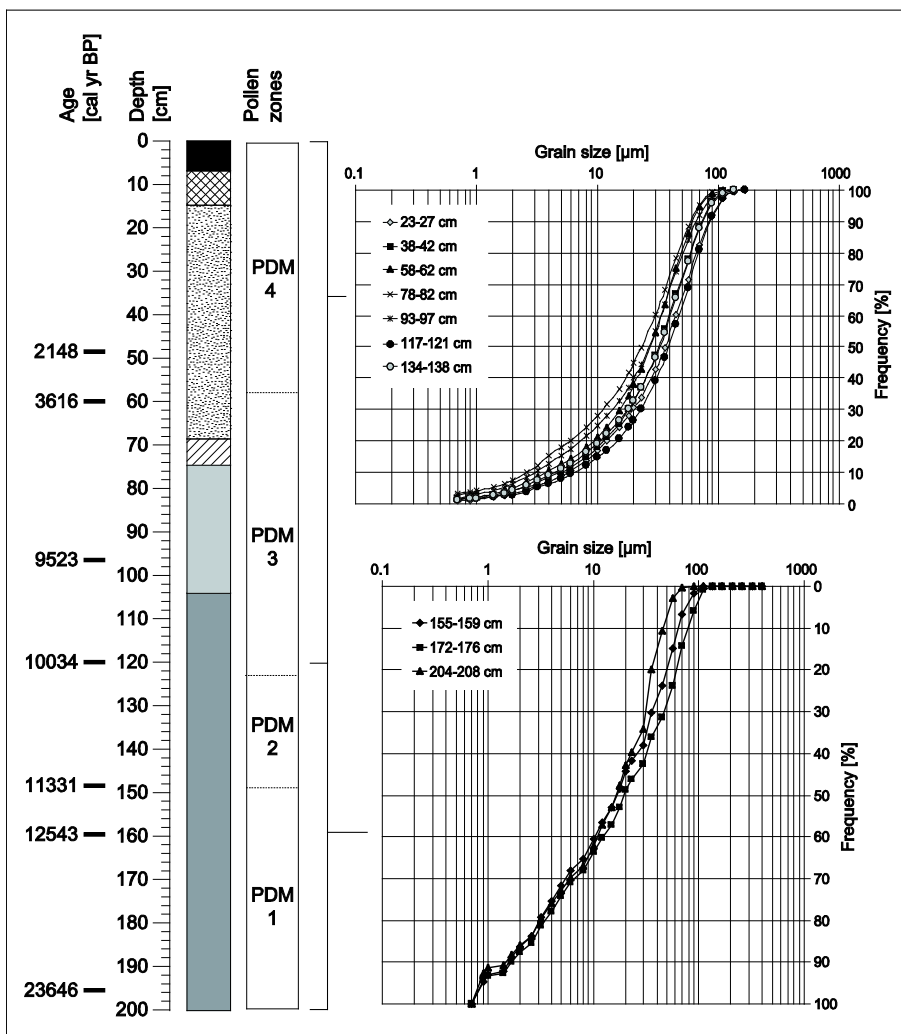 Age
[cal yr BP]
Depth
[cm]
Pollen
zones
0
10
20
30
40
50
60
70
80
90
100
110
120
130
140
150
160
170
180
190
200
2148
3616
9523
10034
11331
12543
23646
PDM
4
PDM
3
PDM
2
PDM
1
Grain size [µm]
0.1 1 10 100 1000
23-27 cm
38-42 cm
58-62 cm
78-82 cm
93-97 cm
117-121 cm
134-138 cm
100
90
80
70
60
50
40
30
20
10
0
Frequency [%]
Grain size [µm]
0.1 1 10 100 1000
155-159 cm
172-176 cm
204-208 cm
0
10
20
30
40
50
60
70
80
90
100
Frequency [%]